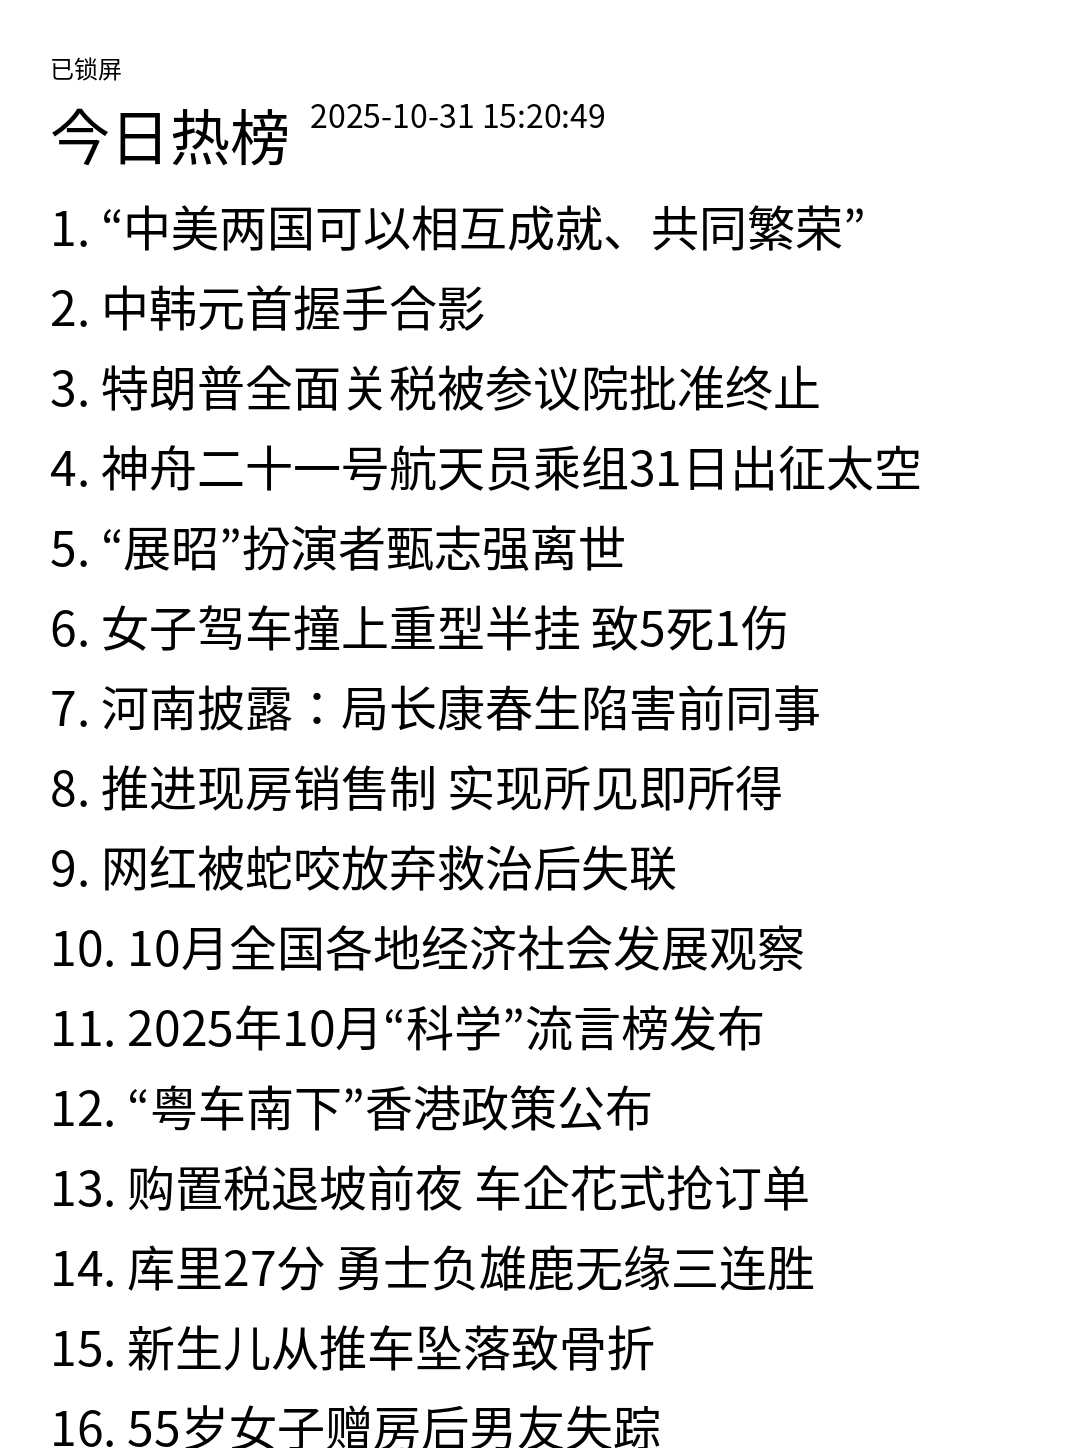 已锁屏
今日热榜 2025-10-31 15:20:49
1. “中美两国可以相互成就、共同繁荣”
2. 中韩元首握手合影
3. 特朗普全面关税被参议院批准终止
4. 神舟二十一号航天员乘组31日出征太空
5. “展昭”扮演者甄志强离世
6. 女子驾车撞上重型半挂 致5死1伤
7. 河南披露：局长康春生陷害前同事
8. 推进现房销售制 实现所见即所得
9. 网红被蛇咬放弃救治后失联
10. 10月全国各地经济社会发展观察
11. 2025年10月“科学”流言榜发布
12. “粤车南下”香港政策公布
13. 购置税退坡前夜 车企花式抢订单
14. 库里27分 勇士负雄鹿无缘三连胜
15. 新生儿从推车坠落致骨折
16. 55岁女子赠房后男友失踪